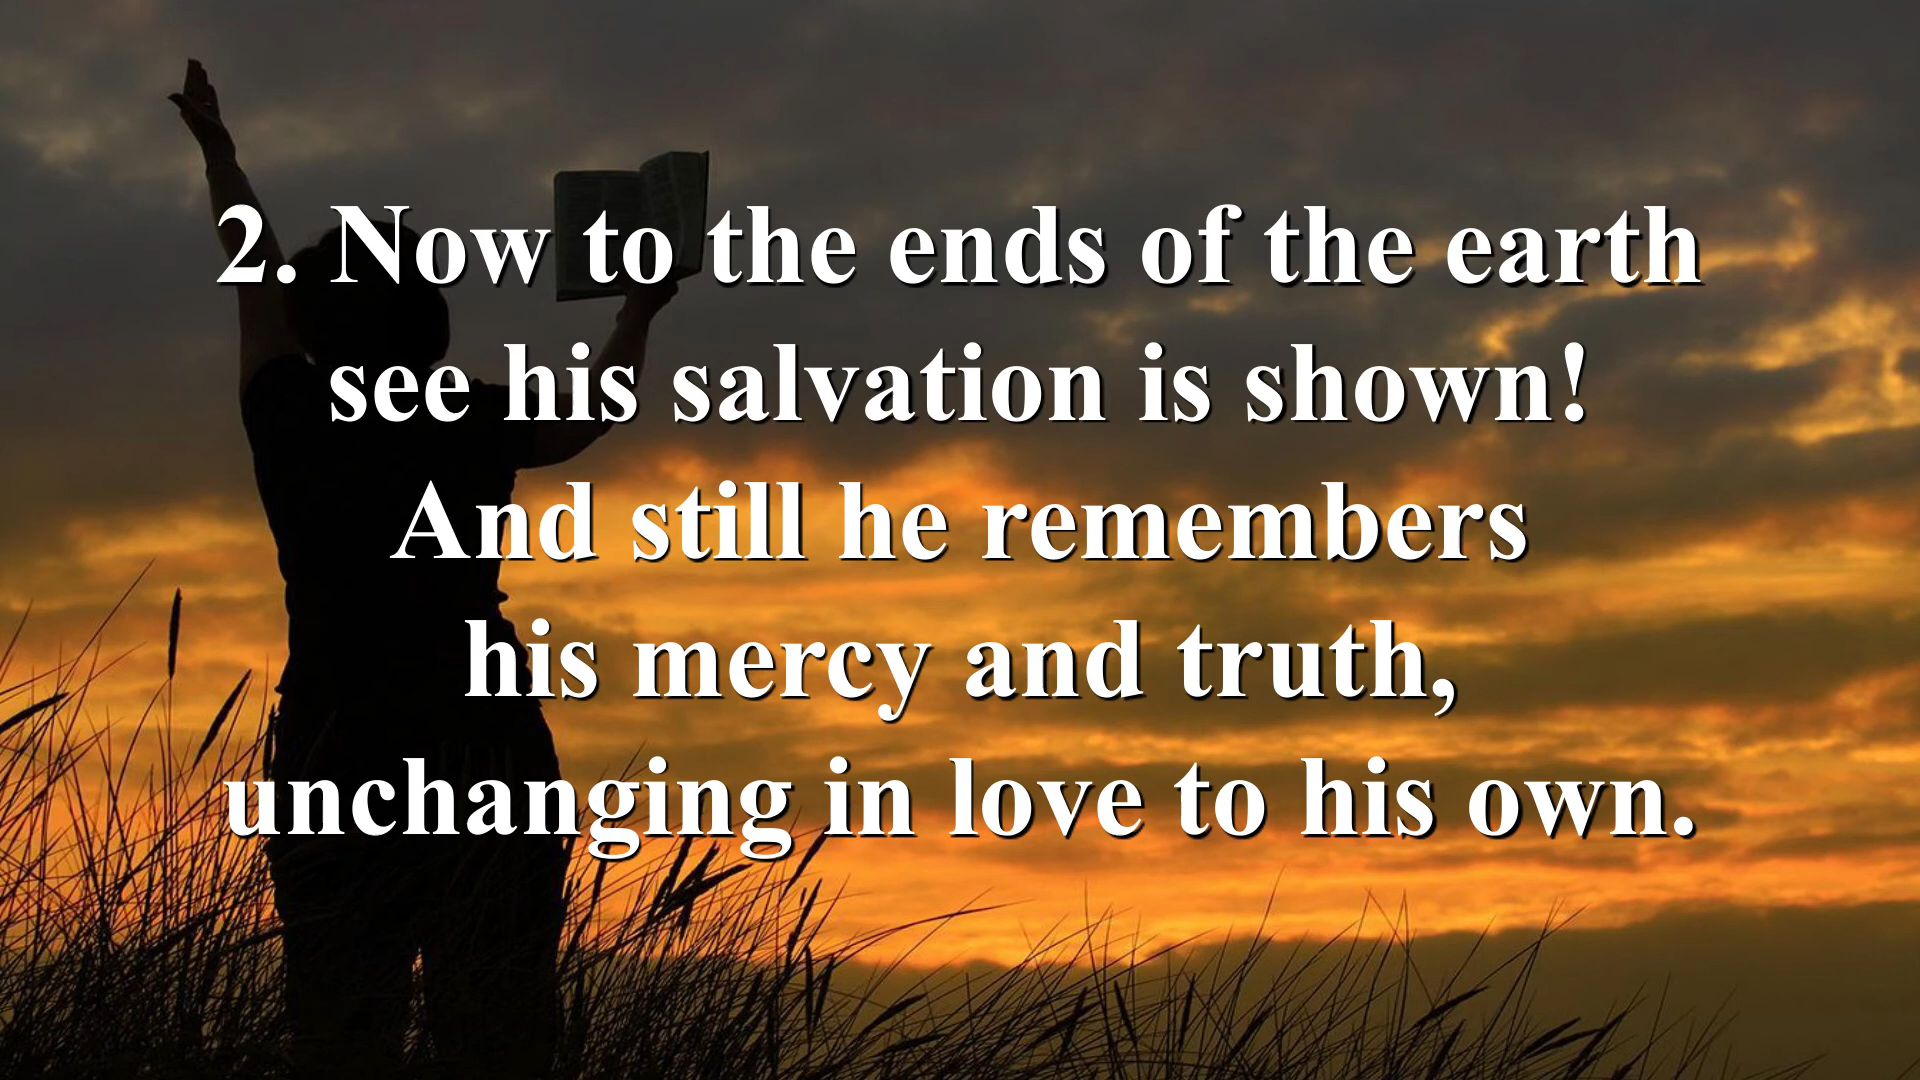 2. Now to the ends of the earth
see his salvation is shown!
And still he remembers
his mercy and truth,
unchanging in love to his own.